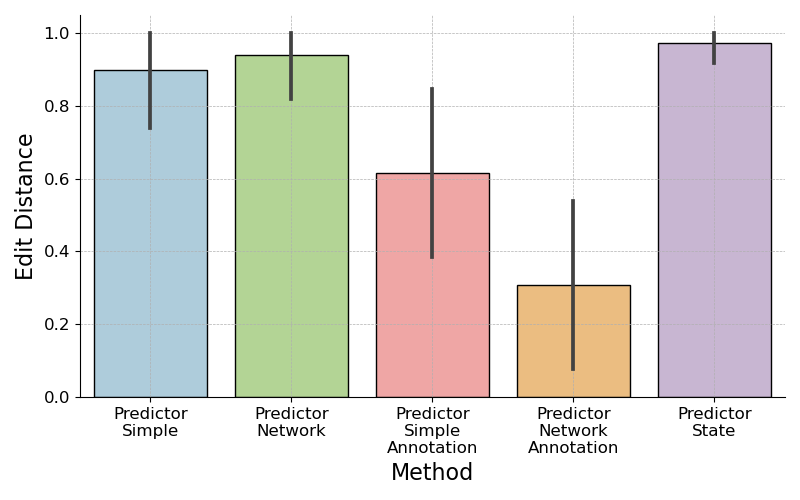 Edit Distance
1.0
0.8
0.6
0.4
0.2
0.0
Predictor
Simple
Predictor
Network
Predictor
Simple
Annotation
Predictor
Network
Annotation
Predictor
State
Method